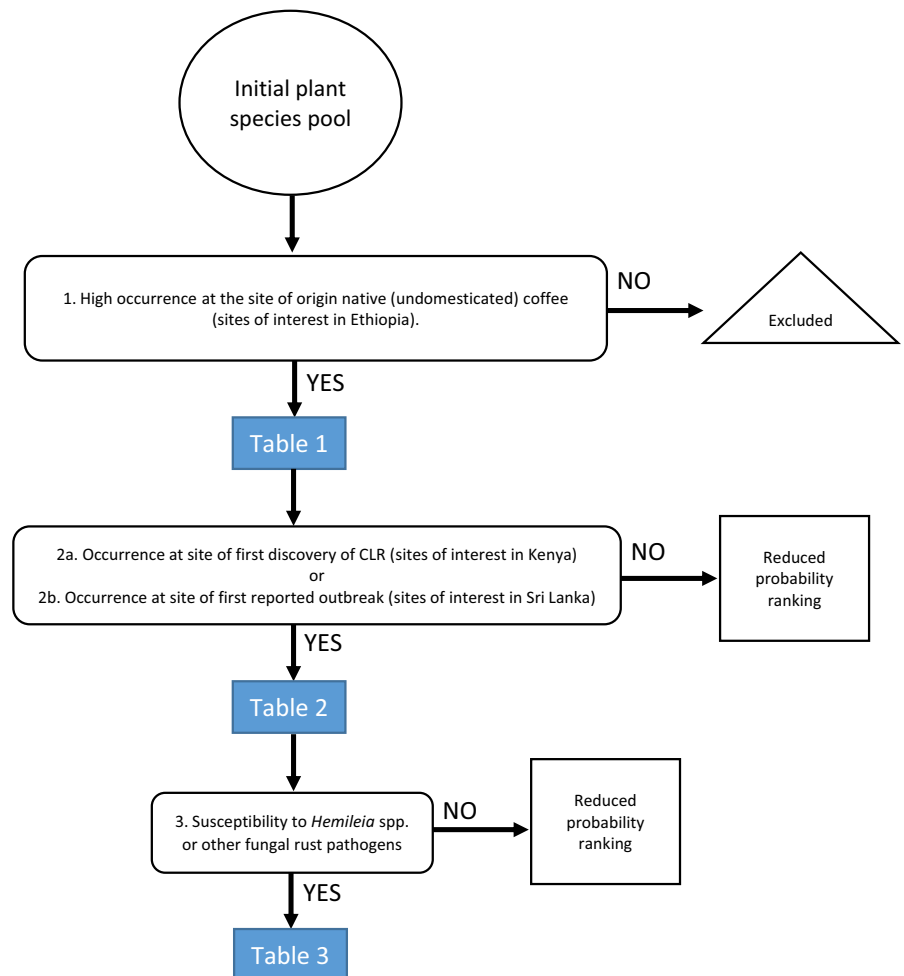 Initial plant
species pool
1. High occurrence at the site of origin native (undomesticated) coffee
(sites of interest in Ethiopia).
NO
Excluded
YES
Table 1
2a. Occurrence at site of first discovery of CLR (sites of interest in Kenya)
or
2b. Occurrence at site of first reported outbreak (sites of interest in Sri Lanka)
NO
Reduced
probability
ranking
YES
Table 2
3. Susceptibility to Hemileia spp.
or other fungal rust pathogens
NO
Reduced
probability
ranking
YES
Table 3